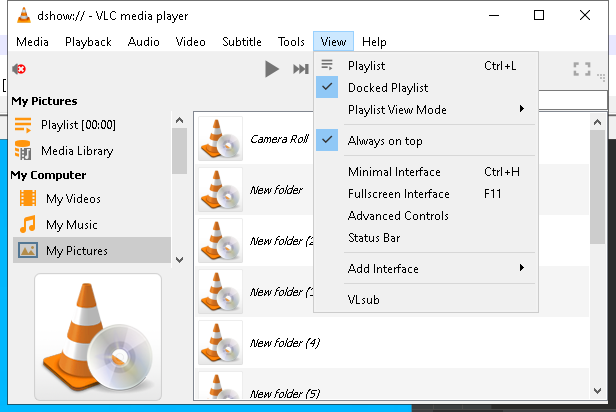 dshow:// - VLC media player
Media Playback Audio Video Subtitle Tools View Help
My Pictures
Playlist [00:00]
Media Library
My Computer
My Videos
My Music
My Pictures
Camera Roll
New folder
New folder (2
New folder (3
New folder (4)
New folder (5)
Playlist Ctrl+L
Docked Playlist
Playlist View Mode
Always on top
Minimal Interface Ctrl+H
Fullscreen Interface F11
Advanced Controls
Status Bar
Add Interface
VLsub